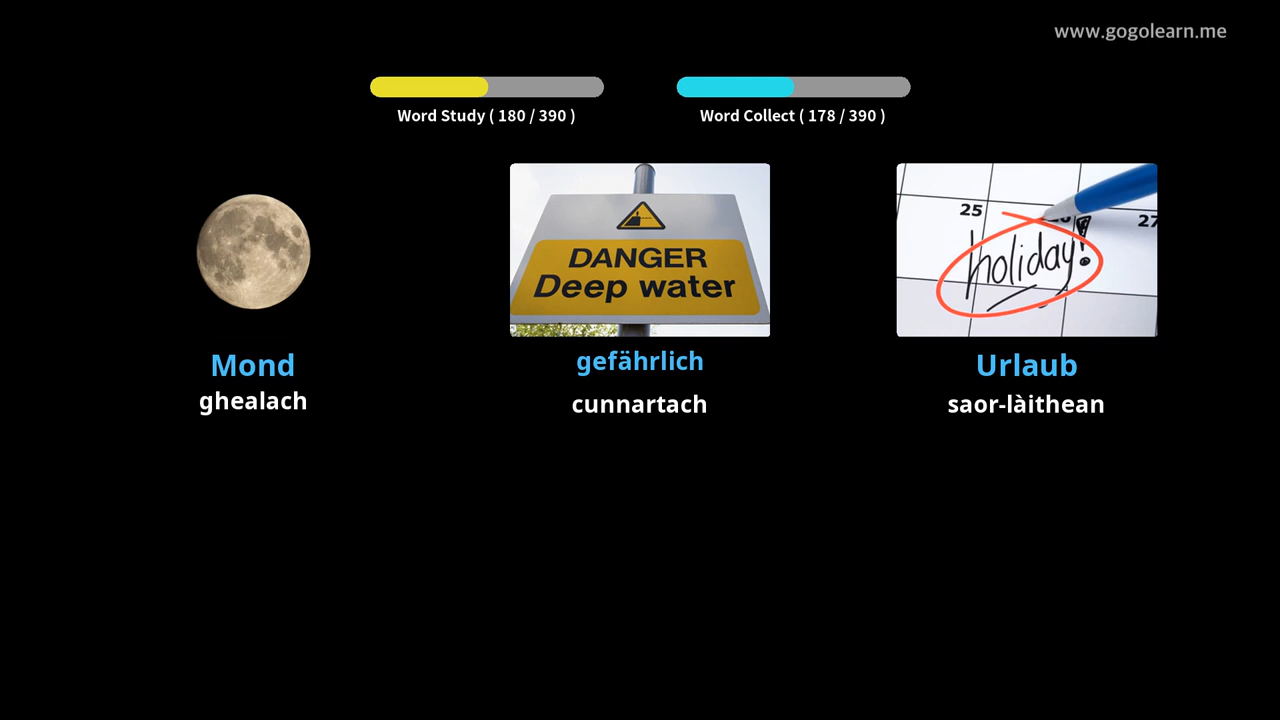 www.gogolearn.me
Word Study ( 180 / 390 )
Word Collect ( 178 / 390 )
DANGER
Deep water
25
27
holiday!
Mond
gefährlich
Urlaub
ghealach
cunnartach
saor-làithean